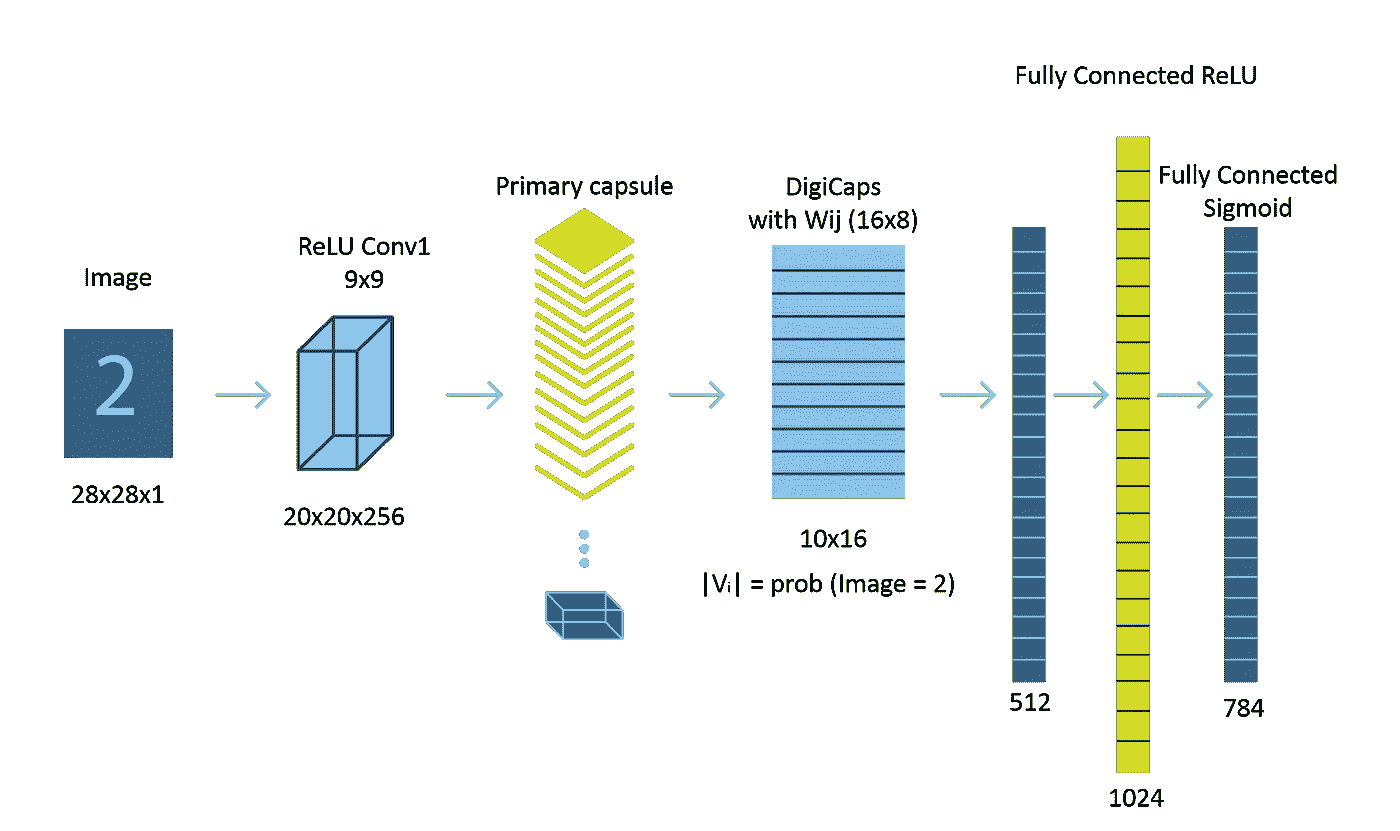 Image
2
28x28x1
ReLU Conv1
9x9
20x20x256
Primary capsule
DigiCaps
with Wij (16x8)
10x16
|Vᵢ| = prob (Image = 2)
Fully Connected ReLU
512
1024
Fully Connected
Sigmoid
784